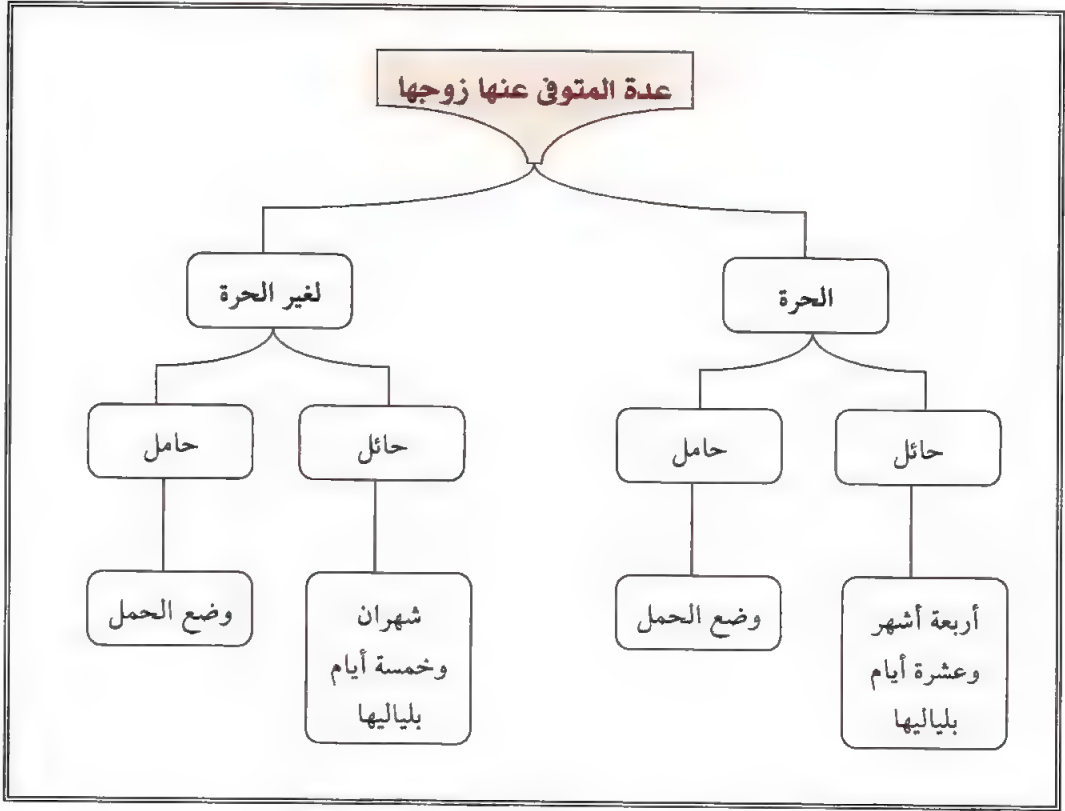 عدة المتوفى عنها زوجها
الحرة
لغير الحرة
حائل
حامل
حائل
حامل
أربعة أشهر
وعشرة أيام
بلياليها
وضع الحمل
شهران
وخمسة أيام
بلياليها
وضع الحمل